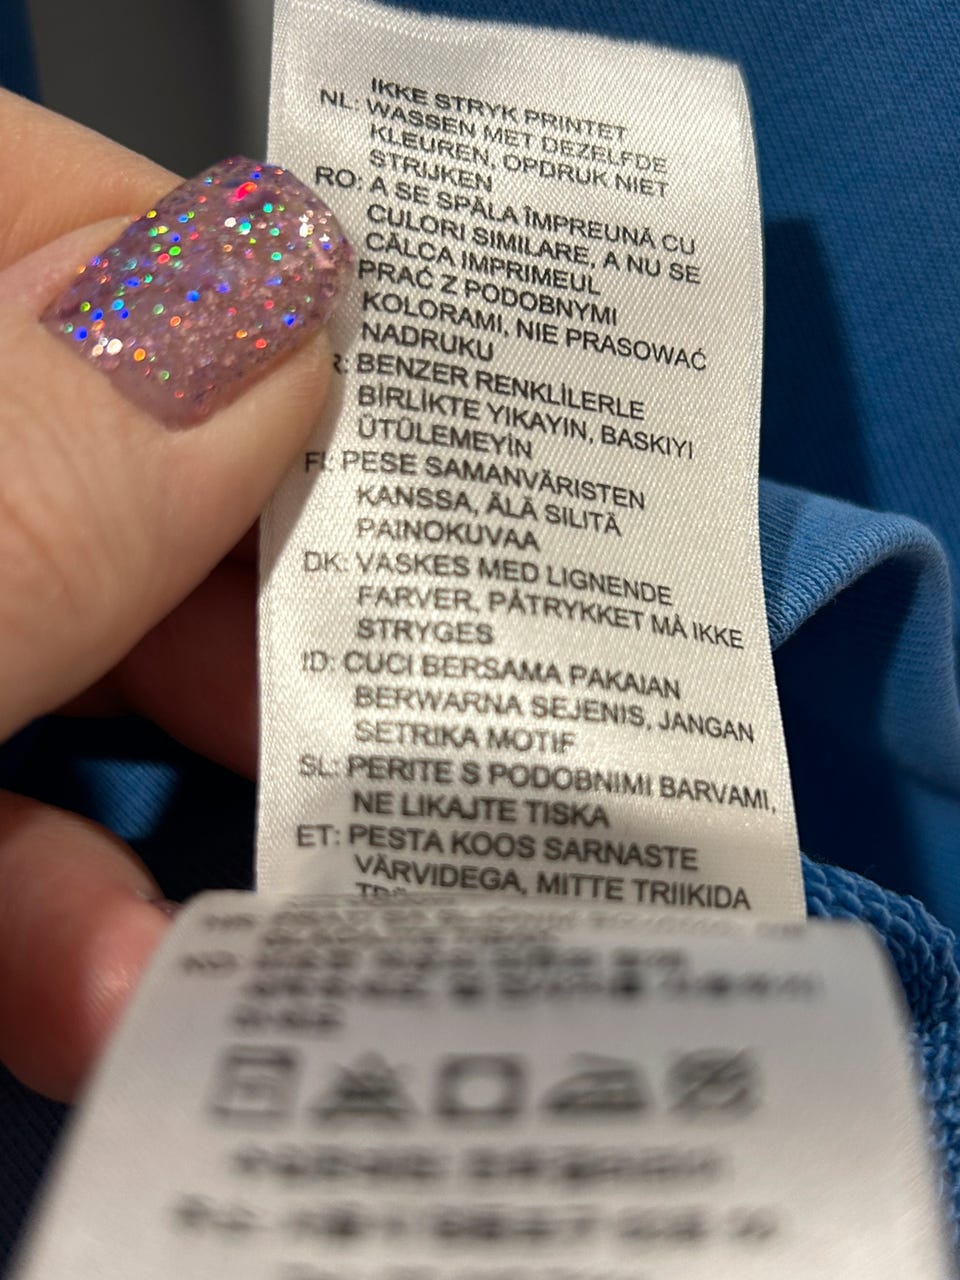 IKKE STRYK PRINTET
NL: WASSEN MET DEZELFDE
KLEUREN, OPDRUK NIET
STRIJKEN
RO: A SE SPĂLA ÎMPREUNĂ CU
CULORI SIMILARE, A NU SE
CĂLCA IMPRIMEUL
PRAĆ Z PODOBNYMI
KOLORAMI, NIE PRASOWAĆ
NADRUKU
R: BENZER RENKLİLERLE
BİRLİKTE YIKAYIN, BASKIYI
ÜTÜLEMEYİN
FI: PESE SAMANVÄRISTEN
KANSSA, ÄLÄ SILITÄ
PAINOKUVAA
DK: VASKES MED LIGNENDE
FARVER, PÅTRYKKET MÅ IKKE
STRYGES
ID: CUCI BERSAMA PAKAIAN
BERWARNA SEJENIS, JANGAN
SETRIKA MOTIF
SL: PERITE S PODOBNIMI BARVAMI,
NE LIKAJTE TISKA
ET: PESTA KOOS SARNASTE
VÄRVIDEGA, MITTE TRIIKIDA